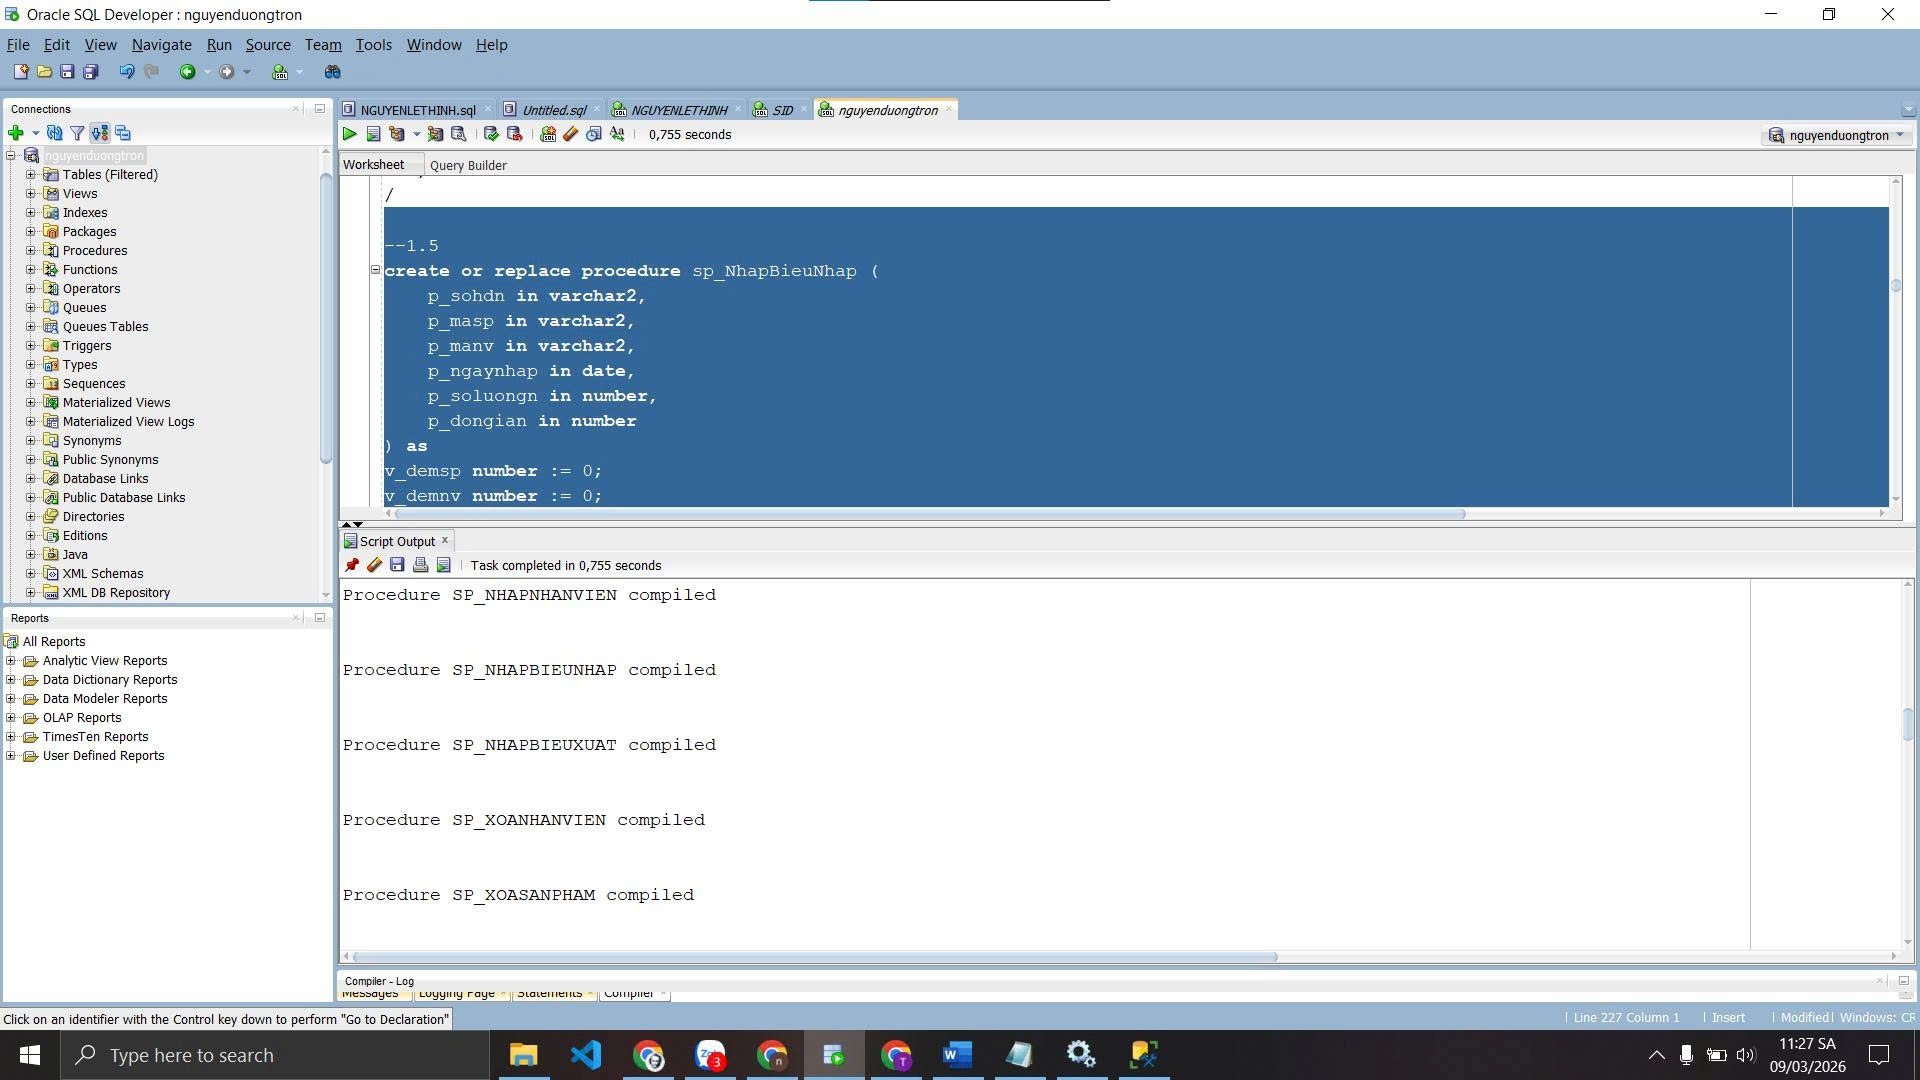 Oracle SQL Developer : nguyenduongtron
File Edit View Navigate Run Source Team Tools Window Help
Connections
nguyenduongtron
Tables (Filtered)
Views
Indexes
Packages
Procedures
Functions
Operators
Queues
Queues Tables
Triggers
Types
Sequences
Materialized Views
Materialized View Logs
Synonyms
Public Synonyms
Database Links
Public Database Links
Directories
Editions
Java
XML Schemas
XML DB Repository
Reports
All Reports
Analytic View Reports
Data Dictionary Reports
Data Modeler Reports
OLAP Reports
TimesTen Reports
User Defined Reports
NGUYENLETHINH.sql Untitled.sql NGUYENLETHINH SID nguyenduongtron
0,755 seconds
nguyenduongtron
Worksheet Query Builder
/
--1.5
create or replace procedure sp_NhapBieuNhap (
p_sohdn in varchar2,
p_masp in varchar2,
p_manv in varchar2,
p_ngaynhap in date,
p_soluongn in number,
p_dongian in number
) as
v_demsp number := 0;
v_demnv number := 0;
Script Output
Task completed in 0,755 seconds
Procedure SP_NHAPNHANVIEN compiled
Procedure SP_NHAPBIEUNHAP compiled
Procedure SP_NHAPBIEUXUAT compiled
Procedure SP_XOANHANVIEN compiled
Procedure SP_XOASANPHAM compiled
Compiler - Log
Messages Logging Page Statements Compiler
Click on an identifier with the Control key down to perform "Go to Declaration"
Line 227 Column 1 Insert Modified Windows: CR
Type here to search
3
11:27 SA
09/03/2026